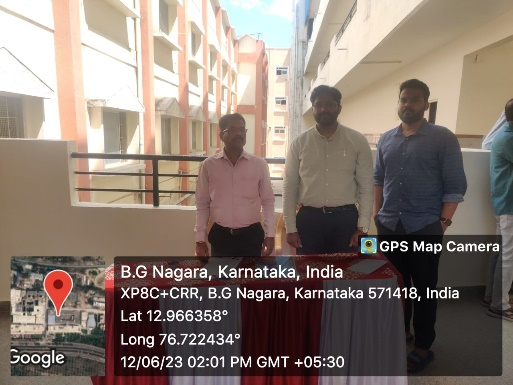 GPS Map Camera
B.G Nagara, Karnataka, India
XP8C+CRR, B.G Nagara, Karnataka 571418, India
Lat 12.966358°
Long 76.722434°
12/06/23 02:01 PM GMT +05:30
Google